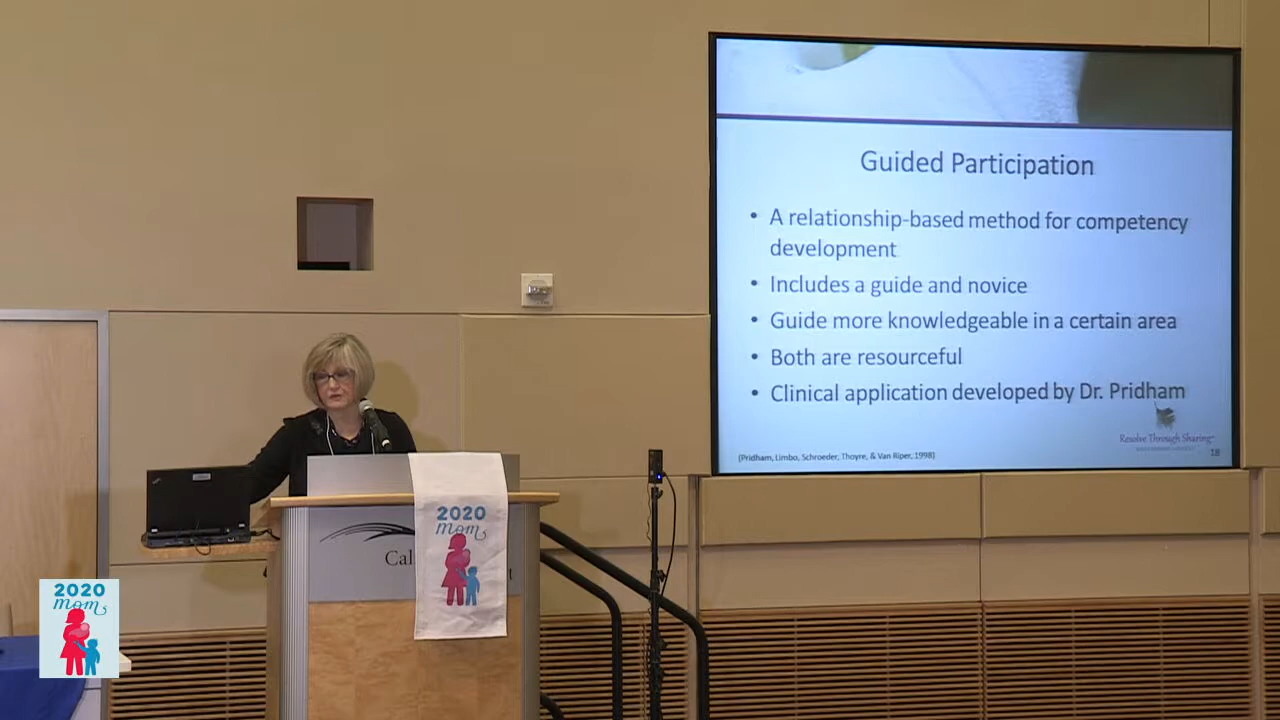 Guided Participation
• A relationship-based method for competency
development
• Includes a guide and novice
• Guide more knowledgeable in a certain area
• Both are resourceful
• Clinical application developed by Dr. Pridham
Resolve Through Sharing
(Pridham, Limbo, Schroeder, Thoyre, & Van Riper, 1998)
18
2020
mom
Cal
2020
mom